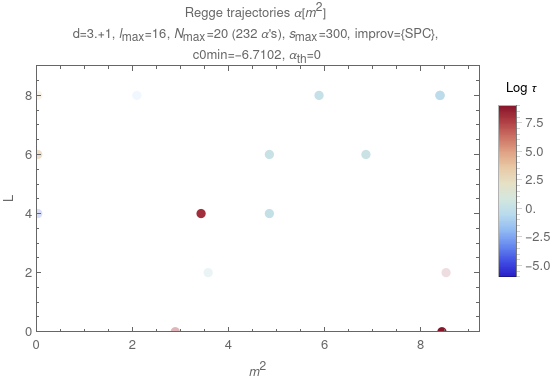 Regge trajectories α[m²]
d=3.+1, l_max=16, N_max=20 (232 α's), s_max=300, improv={SPC},
c0min=−6.7102, α_th=0
Log τ
8
6
4
2
0
L
7.5
5.0
2.5
0.
−2.5
−5.0
0 2 4 6 8
m²